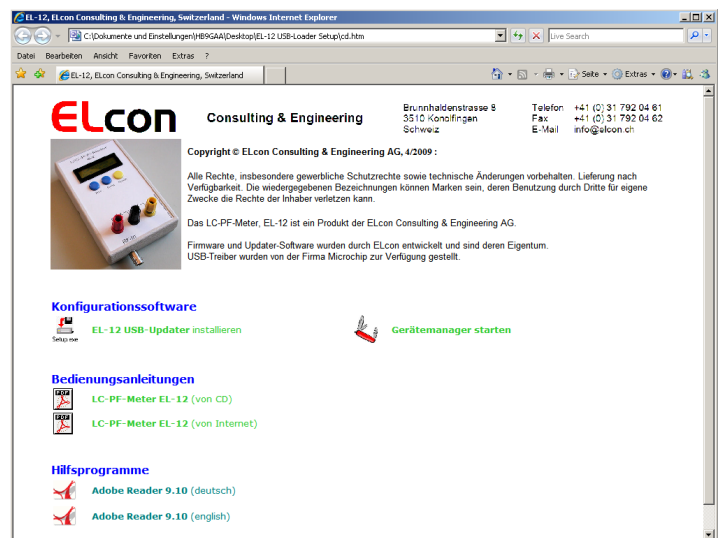 EL-12, ELcon Consulting & Engineering, Switzerland - Windows Internet Explorer
C:\Dokumente und Einstellungen\HB9GAA\Desktop\EL-12 USB-Loader Setup\cd.htm
Live Search
Datei Bearbeiten Ansicht Favoriten Extras ?
EL-12, ELcon Consulting & Engineering, Switzerland
Seite Extras
ELcon
Consulting & Engineering
Brunnhaldenstrasse 8
3510 Konolfingen
Schweiz
Telefon +41 (0) 31 792 04 61
Fax +41 (0) 31 792 04 62
E-Mail info@elcon.ch
Copyright © ELcon Consulting & Engineering AG, 4/2009 :
Alle Rechte, insbesondere gewerbliche Schutzrechte sowie technische Änderungen vorbehalten. Lieferung nach
Verfügbarkeit. Die wiedergegebenen Bezeichnungen können Marken sein, deren Benutzung durch Dritte für eigene
Zwecke die Rechte der Inhaber verletzen kann.
Das LC-PF-Meter, EL-12 ist ein Produkt der ELcon Consulting & Engineering AG.
Firmware und Updater-Software wurden durch ELcon entwickelt und sind deren Eigentum.
USB-Treiber wurden von der Firma Microchip zur Verfügung gestellt.
Konfigurationssoftware
Setup.exe
EL-12 USB-Updater installieren
Gerätemanager starten
Bedienungsanleitungen
PDF
LC-PF-Meter EL-12 (von CD)
PDF
LC-PF-Meter EL-12 (von Internet)
Hilfsprogramme
Adobe Reader 9.10 (deutsch)
Adobe Reader 9.10 (english)